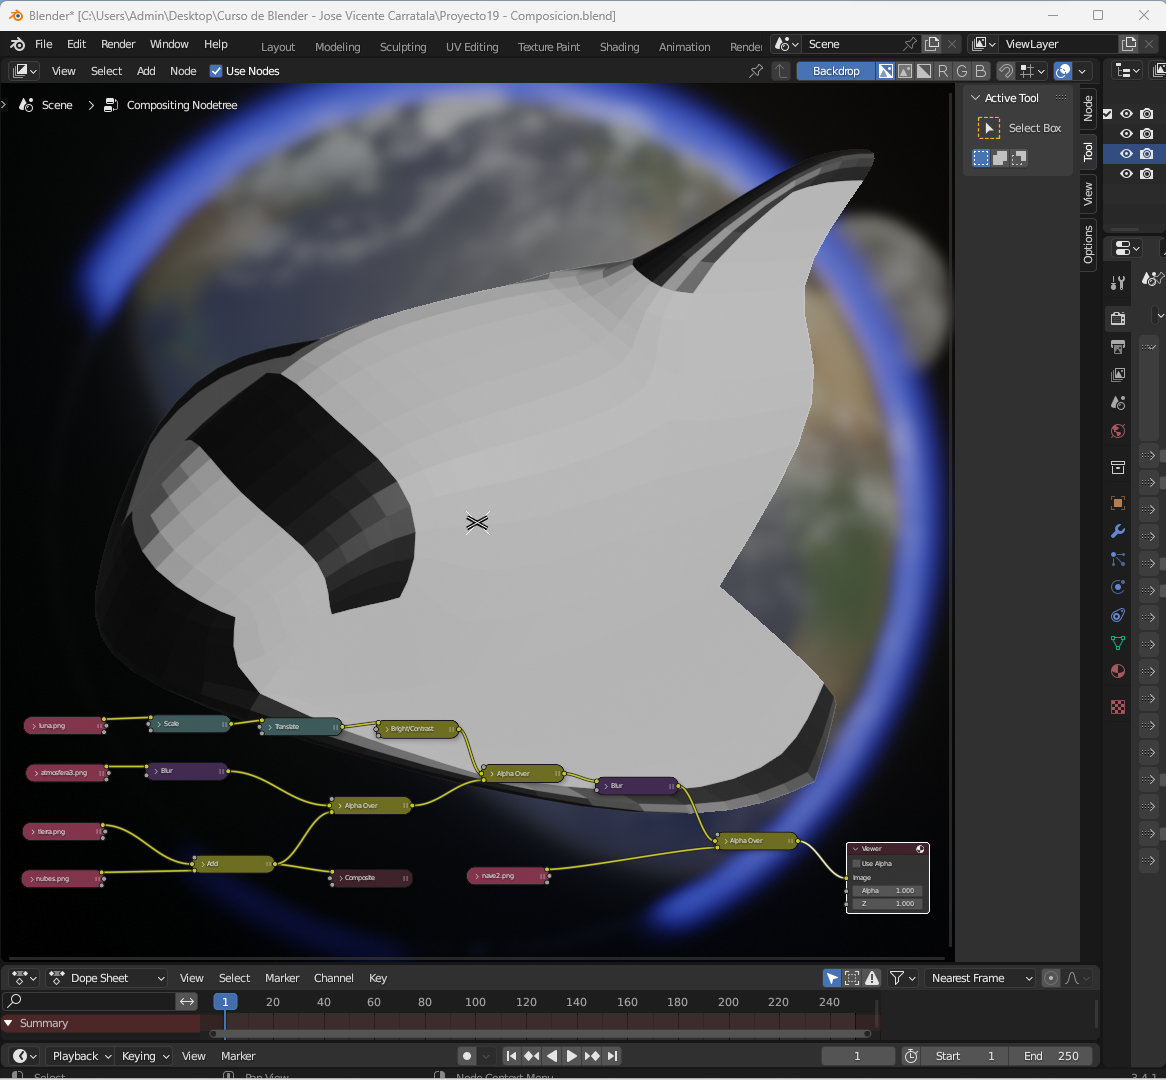 Blender* [C:\Users\Admin\Desktop\Curso de Blender - Jose Vicente Carratala\Proyecto19 - Composicion.blend]
File Edit Render Window Help Layout Modeling Sculpting UV Editing Texture Paint Shading Animation Render Scene ViewLayer
View Select Add Node Use Nodes Backdrop R G B
Scene > Compositing Nodetree
Active Tool
Select Box
Node
Tool
View
Options
luna.png Scale Translate Bright/Contrast
atmosfera3.png Blur Alpha Over Blur
Alpha Over
tierra.png Add Alpha Over
nubes.png Composite nave2.png
Viewer
Use Alpha
Image
Alpha 1.000
Z 1.000
Dope Sheet View Select Marker Channel Key Nearest Frame
1 20 40 60 80 100 120 140 160 180 200 220 240
Summary
Playback Keying View Marker 1 Start 1 End 250
Select Pan View Node Context Menu 3.4.1